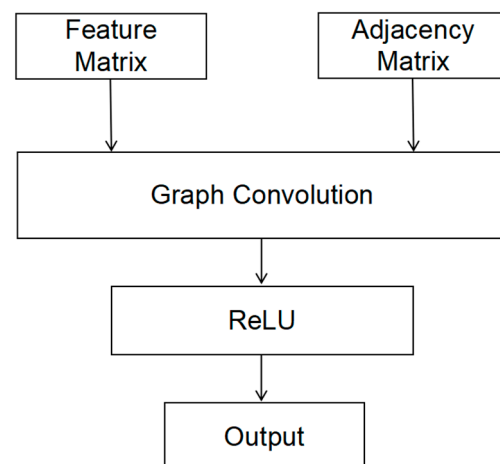 Feature
Matrix
Adjacency
Matrix
Graph Convolution
ReLU
Output